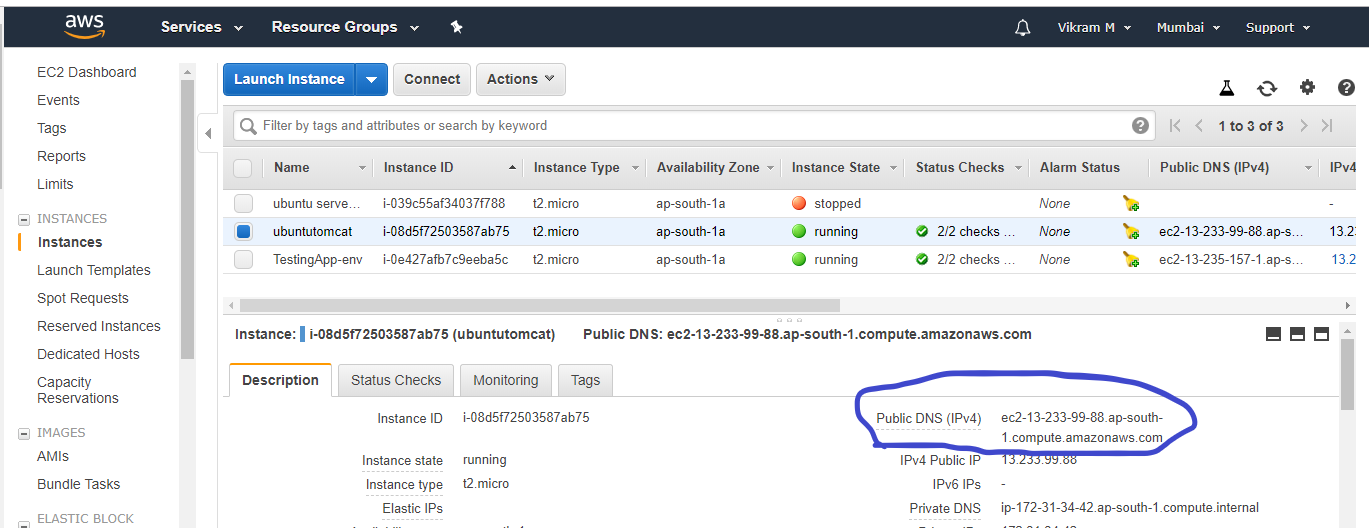 aws Services Resource Groups Vikram M Mumbai Support
EC2 Dashboard
Events
Tags
Reports
Limits
INSTANCES
Instances
Launch Templates
Spot Requests
Reserved Instances
Dedicated Hosts
Capacity
Reservations
IMAGES
AMIs
Bundle Tasks
ELASTIC BLOCK
Launch Instance Connect Actions
Filter by tags and attributes or search by keyword ? 1 to 3 of 3
Name Instance ID Instance Type Availability Zone Instance State Status Checks Alarm Status Public DNS (IPv4) IPv4
ubuntu serve... i-039c55af34037f788 t2.micro ap-south-1a stopped None -
ubuntutomcat i-08d5f72503587ab75 t2.micro ap-south-1a running 2/2 checks ... None ec2-13-233-99-88.ap-s... 13.23
TestingApp-env i-0e427afb7c9eeba5c t2.micro ap-south-1a running 2/2 checks ... None ec2-13-235-157-1.ap-s... 13.2
Instance: i-08d5f72503587ab75 (ubuntutomcat) Public DNS: ec2-13-233-99-88.ap-south-1.compute.amazonaws.com
Description Status Checks Monitoring Tags
Instance ID i-08d5f72503587ab75 Public DNS (IPv4) ec2-13-233-99-88.ap-south-
1.compute.amazonaws.com
Instance state running IPv4 Public IP 13.233.99.88
Instance type t2.micro IPv6 IPs -
Elastic IPs Private DNS ip-172-31-34-42.ap-south-1.compute.internal